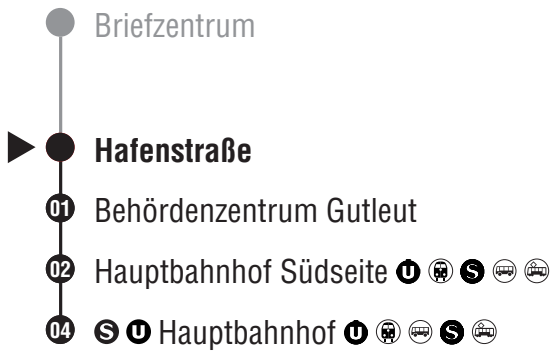 Briefzentrum
Hafenstraße
01 Behördenzentrum Gutleut
02 Hauptbahnhof Südseite U S
04 S U Hauptbahnhof U S